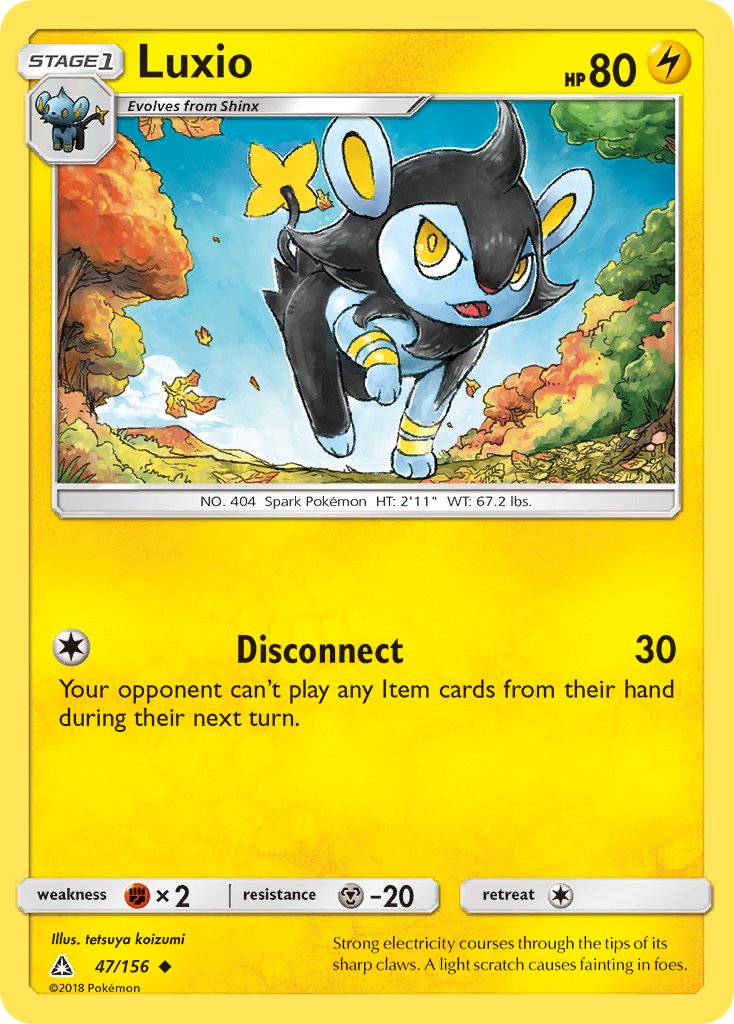 STAGE1
Luxio
HP 80
Evolves from Shinx
NO. 404 Spark Pokémon HT: 2'11" WT: 67.2 lbs.
Disconnect 30
Your opponent can't play any Item cards from their hand
during their next turn.
weakness × 2 resistance -20 retreat
Illus. tetsuya koizumi
47/156
©2018 Pokémon
Strong electricity courses through the tips of its
sharp claws. A light scratch causes fainting in foes.